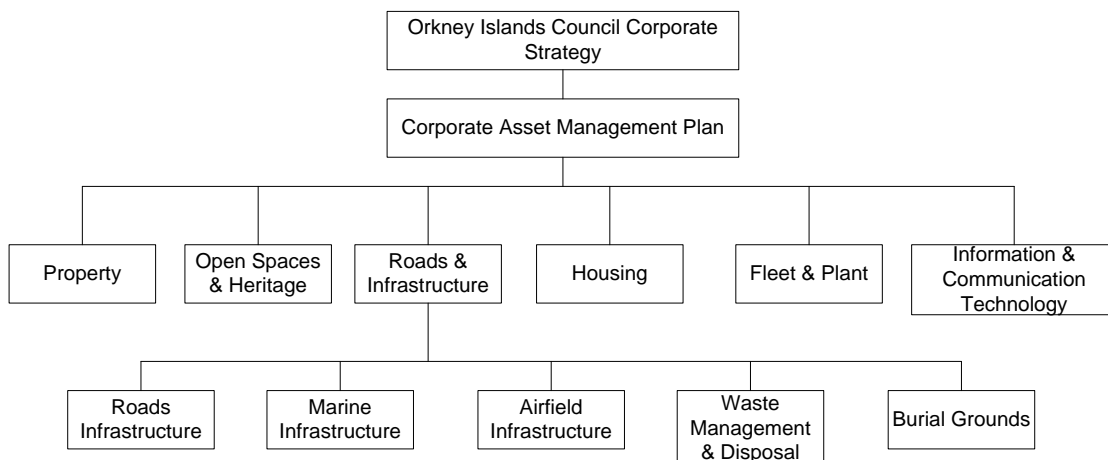 Orkney Islands Council Corporate
Strategy
Corporate Asset Management Plan
Property
Open Spaces
& Heritage
Roads &
Infrastructure
Housing
Fleet & Plant
Information &
Communication
Technology
Roads
Infrastructure
Marine
Infrastructure
Airfield
Infrastructure
Waste
Management
& Disposal
Burial Grounds